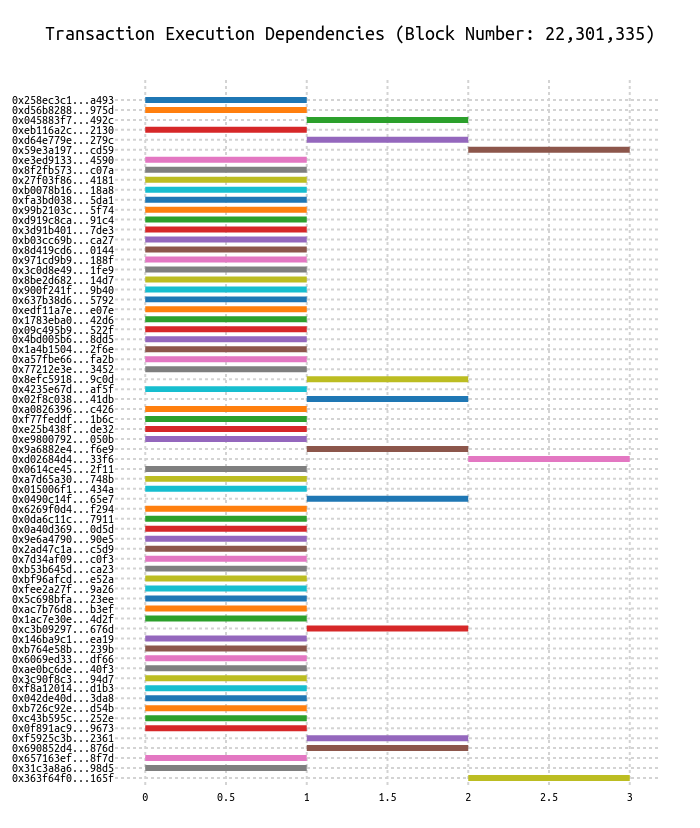 Transaction Execution Dependencies (Block Number: 22,301,335)
0x258ec3c1...a493
0xd56b8288...975d
0x045883f7...492c
0xeb116a2c...2130
0xd64e779e...279c
0x59e3a197...cd59
0xe3ed9133...4590
0x8f2fb573...c07a
0x27f03f86...4181
0xb0078b16...18a8
0xfa3bd038...5da1
0x99b2103c...5f74
0xd919c8ca...91c4
0x3d91b401...7de3
0xb03cc69b...ca27
0x8d419cd6...0144
0x971cd9b9...188f
0x3c0d8e49...1fe9
0x8be2d682...14d7
0x900f241f...9b40
0x637b38d6...5792
0xedf11a7e...e07e
0x1783eba0...42d6
0x09c495b9...522f
0x4bd005b6...8dd5
0x1a4b1504...2f6e
0xa57fbe66...fa2b
0x77212e3e...3452
0x8efc5918...9c0d
0x4235e67d...af5f
0x02f8c038...41db
0xa0826396...c426
0xf77feddf...1b6c
0xe25b438f...de32
0xe9800792...050b
0x9a6882e4...f6e9
0xd02684d4...33f6
0x0614ce45...2f11
0xa7d65a30...748b
0x015006f1...434a
0x0490c14f...65e7
0x6269f0d4...f294
0x0da6c11c...7911
0x0a40d369...0d5d
0x9e6a4790...90e5
0x2ad47c1a...c5d9
0x7d34af09...c0f3
0xb53b645d...ca23
0xbf96afcd...e52a
0xfee2a27f...9a26
0x5c698bfa...23ee
0xac7b76d8...b3ef
0x1ac7e30e...4d2f
0xc3b09297...676d
0x146ba9c1...ea19
0xb764e58b...239b
0x6069ed33...df66
0xae0bc6de...40f3
0x3c90f8c3...94d7
0xf8a12014...d1b3
0x042de40d...3da8
0xb726c92e...d54b
0xc43b595c...252e
0x0f891ac9...9673
0xf5925c3b...2361
0x690852d4...876d
0x657163ef...8f7d
0x31c3a8a6...98d5
0x363f64f0...165f
0 0.5 1 1.5 2 2.5 3